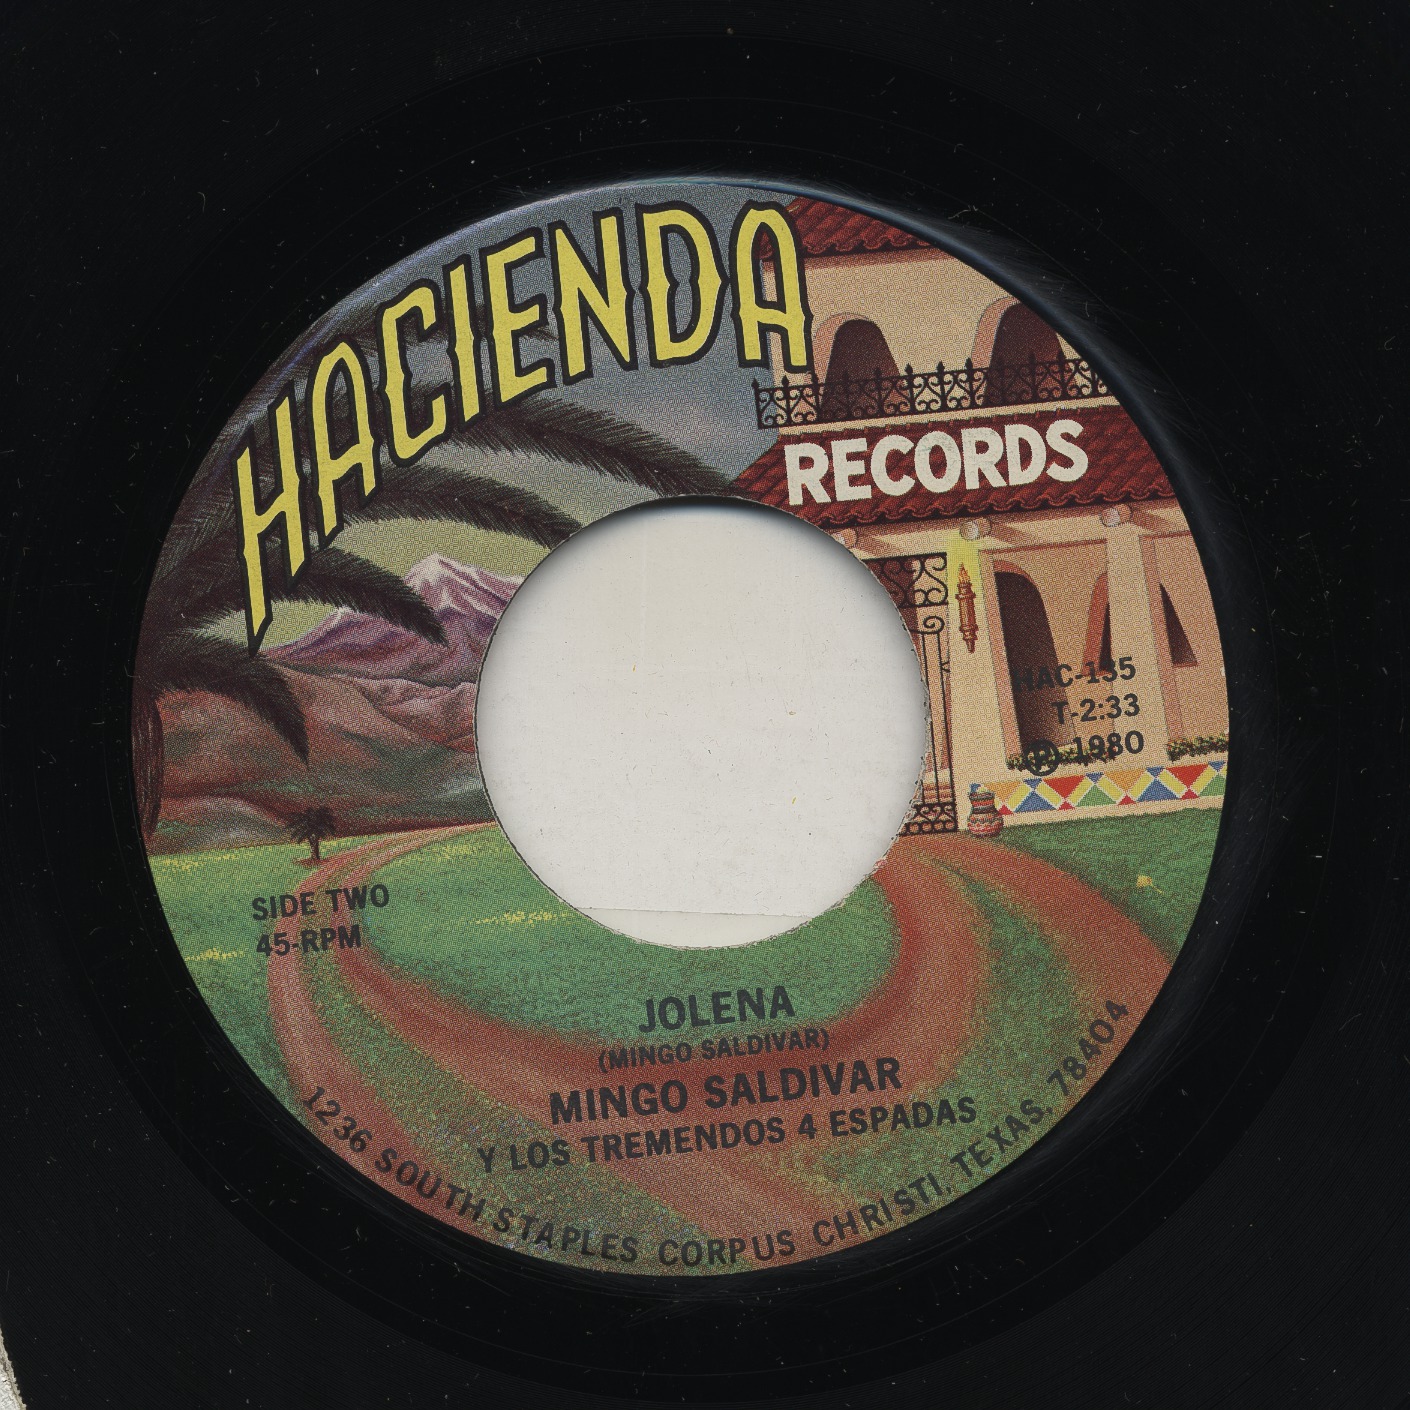 HACIENDA
RECORDS
HAC-135
T-2:33
Ⓟ 1980
SIDE TWO
45-RPM
JOLENA
(MINGO SALDIVAR)
MINGO SALDIVAR
Y LOS TREMENDOS 4 ESPADAS
1236 SOUTH STAPLES CORPUS CHRISTI, TEXAS, 78404